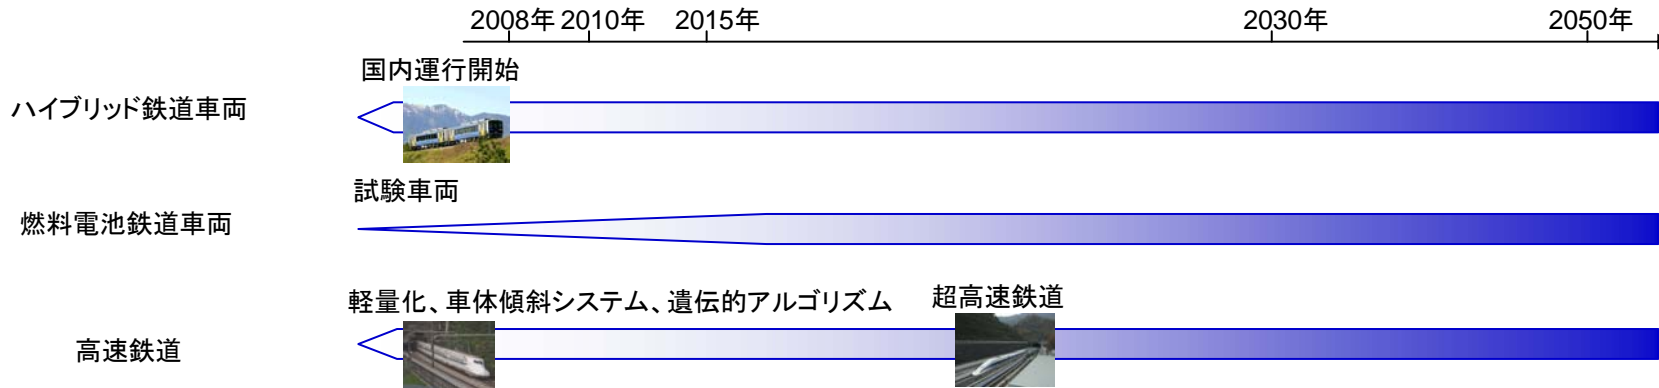 2008年 2010年 2015年 2030年 2050年
国内運行開始
ハイブリッド鉄道車両
試験車両
燃料電池鉄道車両
軽量化、車体傾斜システム、遺伝的アルゴリズム 超高速鉄道
高速鉄道